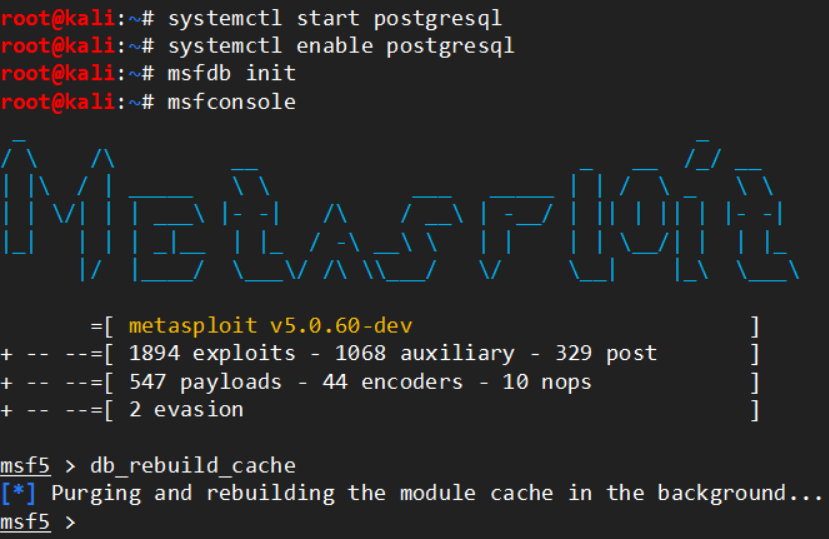 root@kali:~# systemctl start postgresql
root@kali:~# systemctl enable postgresql
root@kali:~# msfdb init
root@kali:~# msfconsole
METASPLOIT
=[ metasploit v5.0.60-dev ]
+ -- --=[ 1894 exploits - 1068 auxiliary - 329 post ]
+ -- --=[ 547 payloads - 44 encoders - 10 nops ]
+ -- --=[ 2 evasion ]
msf5 > db_rebuild_cache
[*] Purging and rebuilding the module cache in the background...
msf5 >